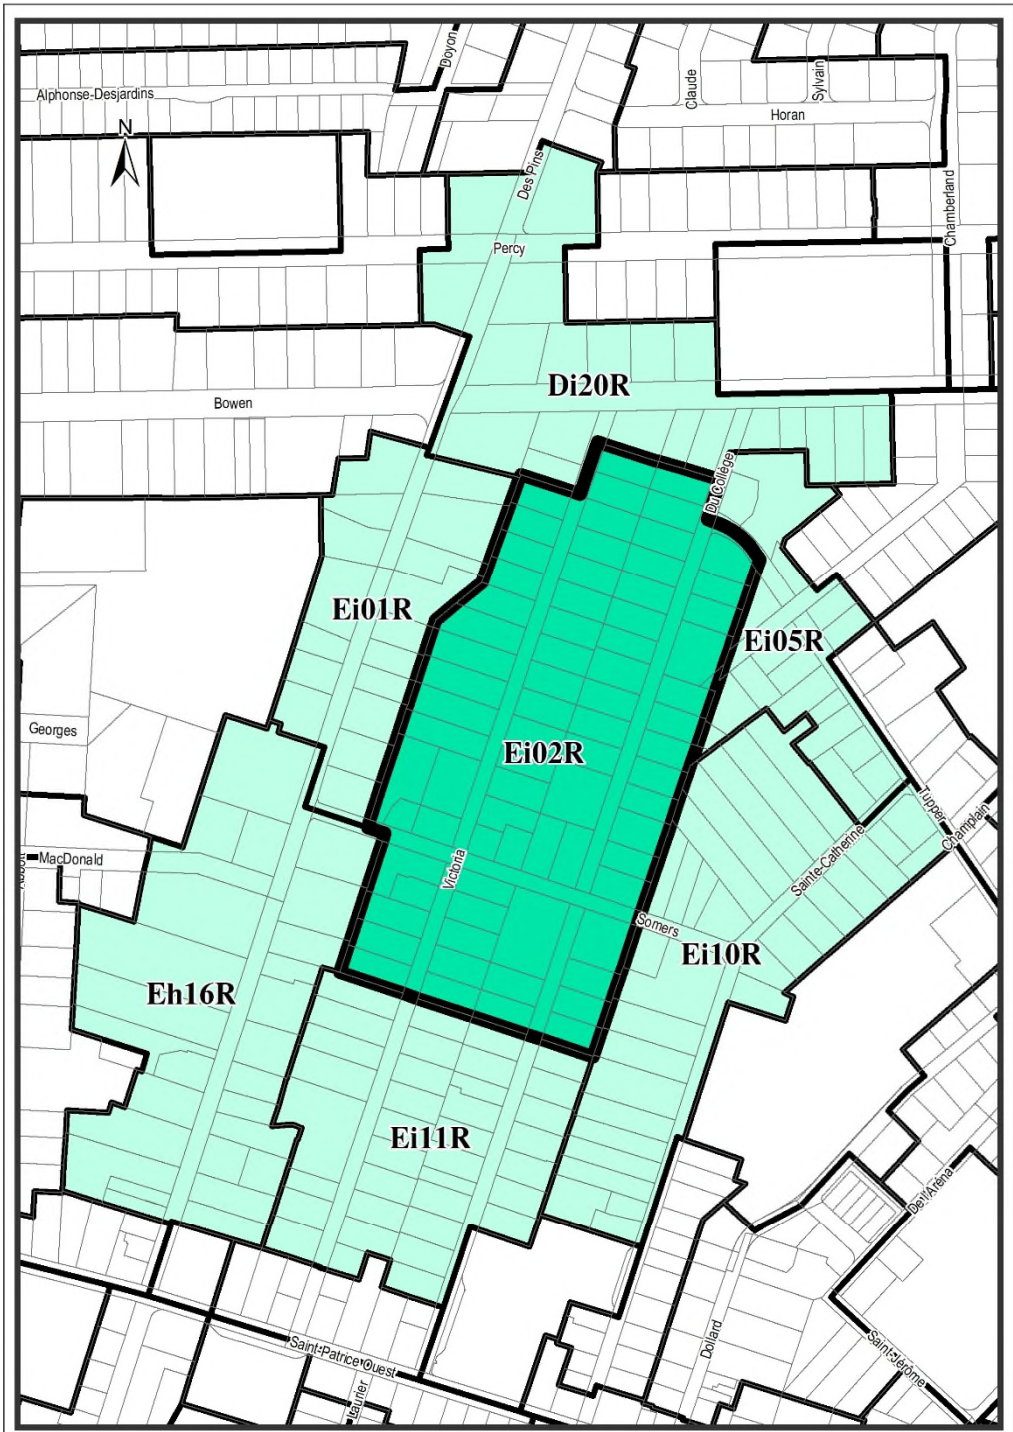 Doyon
Claude
Sylvain
Alphonse-Desjardins
Horan
N
Des Pins
Chamberland
Percy
Di20R
Bowen
Du Collège
Ei01R
Ei05R
Georges
Ei02R
Tupper
Champlain
MacDonald
Victoria
Sainte-Catherine
Somers
Ei10R
Eh16R
Ei11R
De l'Aréna
Dollard
Saint-Patrice Ouest
Saint-Jérôme
Laurier